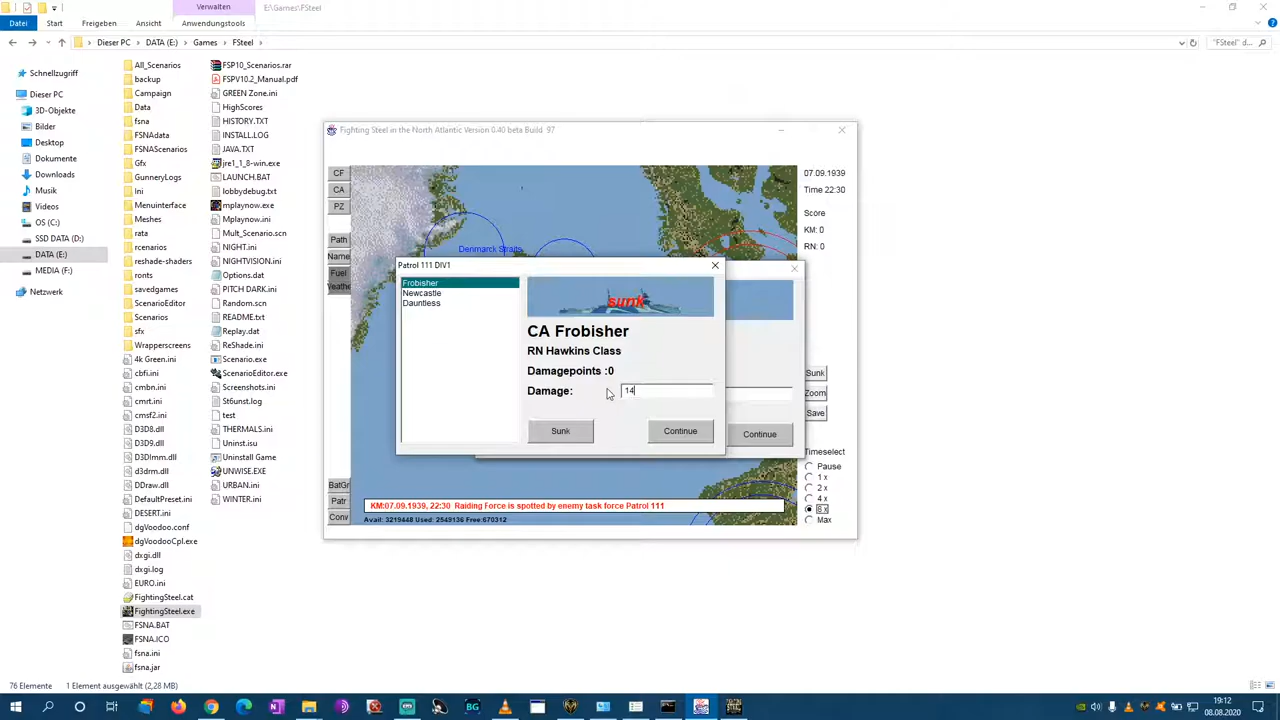 Verwalten
E:\Games\FSteel
Datei
Start
Freigeben
Ansicht
Anwendungstools
Dieser PC
DATA (E:)
Games
FSteel
"FSteel" d...
Schnellzugriff
Dieser PC
3D-Objekte
Bilder
Desktop
Dokumente
Downloads
Musik
Videos
OS (C:)
SSD DATA (D:)
DATA (E:)
MEDIA (F:)
Netzwerk
All_Scenarios
backup
Campaign
Data
fsna
FSNAdata
FSNAScenarios
Gfx
GunneryLogs
Ini
Menuinterface
Meshes
rata
rcenarios
reshade-shaders
ronts
savedgames
ScenarioEditor
Scenarios
sfx
Wrapperscreens
4k Green.ini
cbfi.ini
cmbn.ini
cmrt.ini
cmsf2.ini
D3D8.dll
D3D9.dll
D3DImm.dll
d3drm.dll
DDraw.dll
DefaultPreset.ini
DESERT.ini
dgVoodoo.conf
dgVoodooCpl.exe
dxgi.dll
dxgi.log
EURO.ini
FightingSteel.cat
FightingSteel.exe
FSNA.BAT
FSNA.ICO
fsna.ini
fsna.jar
FSP10_Scenarios.rar
FSPV10.2_Manual.pdf
GREEN Zone.ini
HighScores
HISTORY.TXT
INSTALL.LOG
JAVA.TXT
jre1_1_8-win.exe
LAUNCH.BAT
lobbydebug.txt
mplaynow.exe
Mplaynow.ini
Mult_Scenario.scn
NIGHT.ini
NIGHTVISION.ini
Options.dat
PITCH DARK.ini
Random.scn
README.txt
Replay.dat
ReShade.ini
Scenario.exe
ScenarioEditor.exe
Screenshots.ini
St6unst.log
test
THERMALS.ini
Uninst.isu
Uninstall Game
UNWISE.EXE
URBAN.ini
WINTER.ini
Fighting Steel in the North Atlantic Version 0.40 beta Build 97
CF
CA
PZ
Path
Name
Fuel
Weathe
BatGr
Patr
Conv
Denmarck Straits
07.09.1939
Time 22:30
Score
KM: 0
RN: 0
Patrol 111 DIV1
Frobisher
Newcastle
Dauntless
sunk
CA Frobisher
RN Hawkins Class
Damagepoints :0
Damage:
14
Sunk
Continue
Continue
Sunk
Zoom
Save
Timeselect
Pause
1 x
2 x
4 x
8 x
Max
KM:07.09.1939, 22:30 Raiding Force is spotted by enemy task force Patrol 111
Avail: 3219448 Used: 2549136 Free:670312
76 Elemente
1 Element ausgewählt (2,28 MB)
BG
19:12
08.08.2020